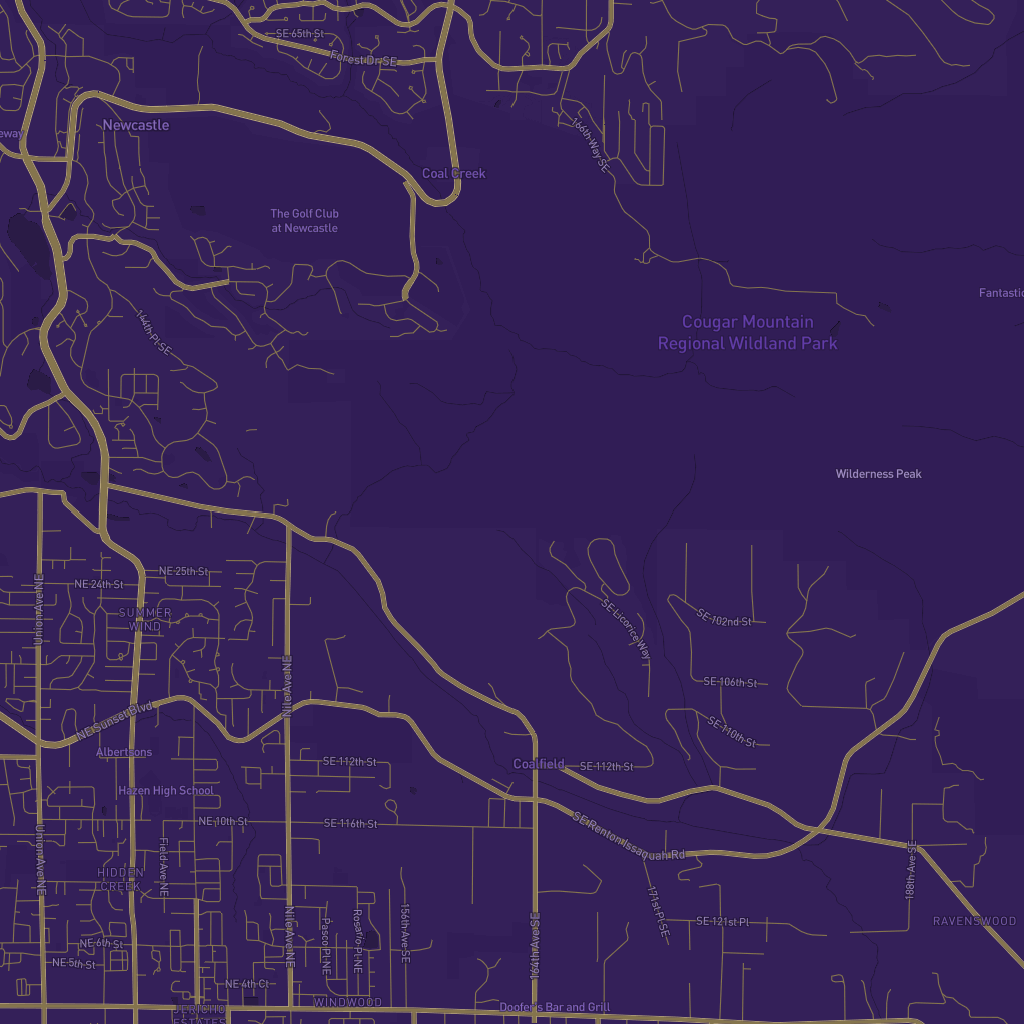 SE 65th St
Forest Dr SE
Newcastle
eway
166th Way SE
Coal Creek
The Golf Club
at Newcastle
Fantastic
Cougar Mountain
Regional Wildland Park
144th Pl SE
Wilderness Peak
NE 25th St
NE 24th St
Union Ave NE
SUMMER
WIND
SE Licorice Way
SE 102nd St
Nile Ave NE
SE 106th St
NE Sunset Blvd
SE 110th St
Albertsons
SE 112th St
Coalfield
SE 112th St
Hazen High School
NE 10th St
SE 116th St
SE Renton Issaquah Rd
Union Ave NE
Field Ave NE
188th Ave SE
HIDDEN
CREEK
171st Pl SE
156th Ave SE
Rosario Pl NE
Pasco Pl NE
Nile Ave NE
164th Ave SE
SE 121st Pl
RAVENSWOOD
NE 6th St
NE 5th St
NE 4th Ct
WINDWOOD
Doofer's Bar and Grill
JERICHO
ESTATES